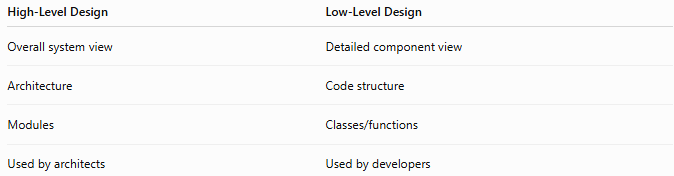 High-Level Design Low-Level Design
Overall system view Detailed component view
Architecture Code structure
Modules Classes/functions
Used by architects Used by developers